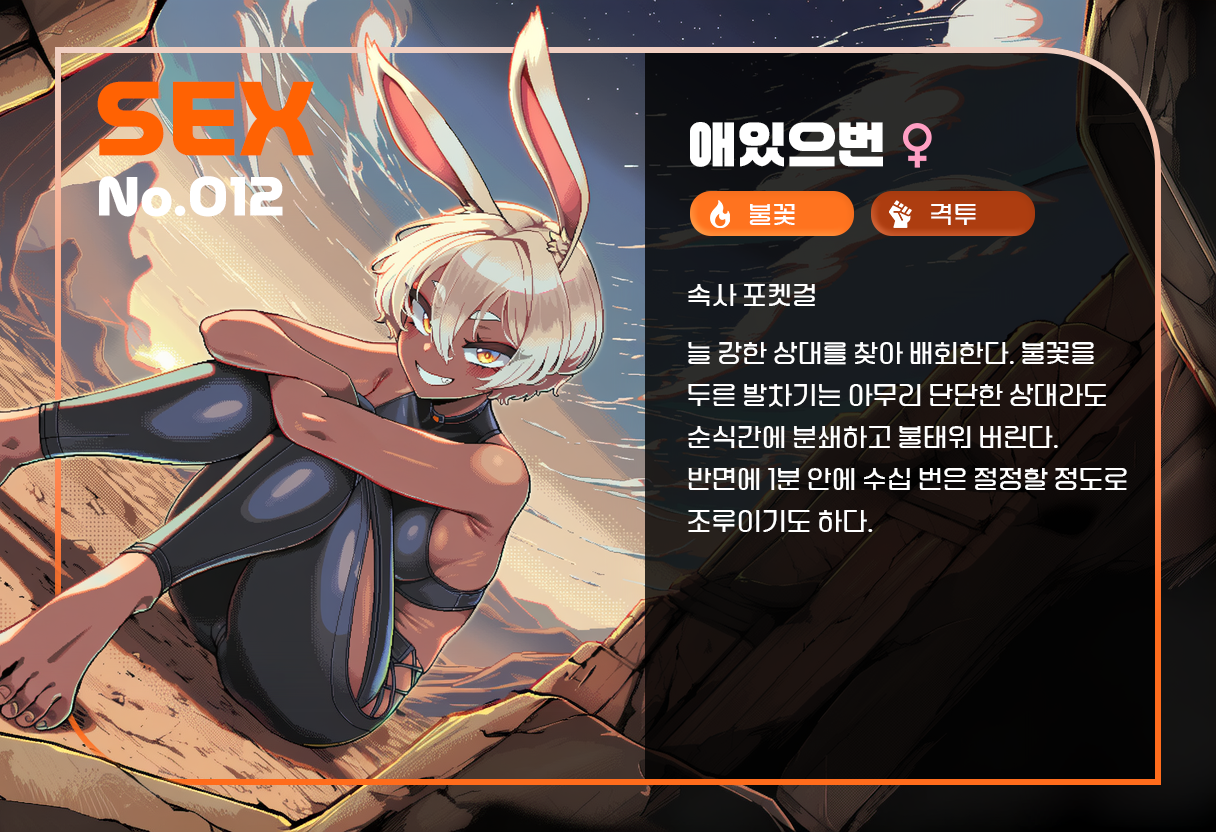 SEX
No.012
애있으번 ♀
불꽃
격투
속사 포켓걸
늘 강한 상대를 찾아 배회한다. 불꽃을
두른 발차기는 아무리 단단한 상대라도
순식간에 분쇄하고 불태워 버린다.
반면에 1분 안에 수십 번은 절정할 정도로
조루이기도 하다.